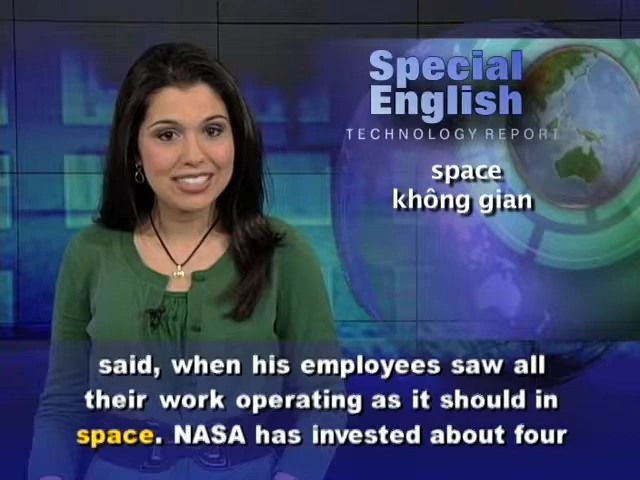 Special
English
TECHNOLOGY REPORT
space
không gian
said, when his employees saw all
their work operating as it should in
space. NASA has invested about four